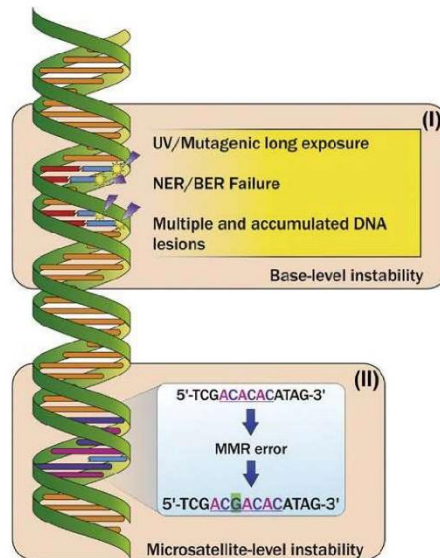 (I)
UV/Mutagenic long exposure
NER/BER Failure
Multiple and accumulated DNA
lesions
Base-level instability
(II)
5'-TCGACACACATAG-3'
MMR error
5'-TCGACGACACATAG-3'
Microsatellite-level instability